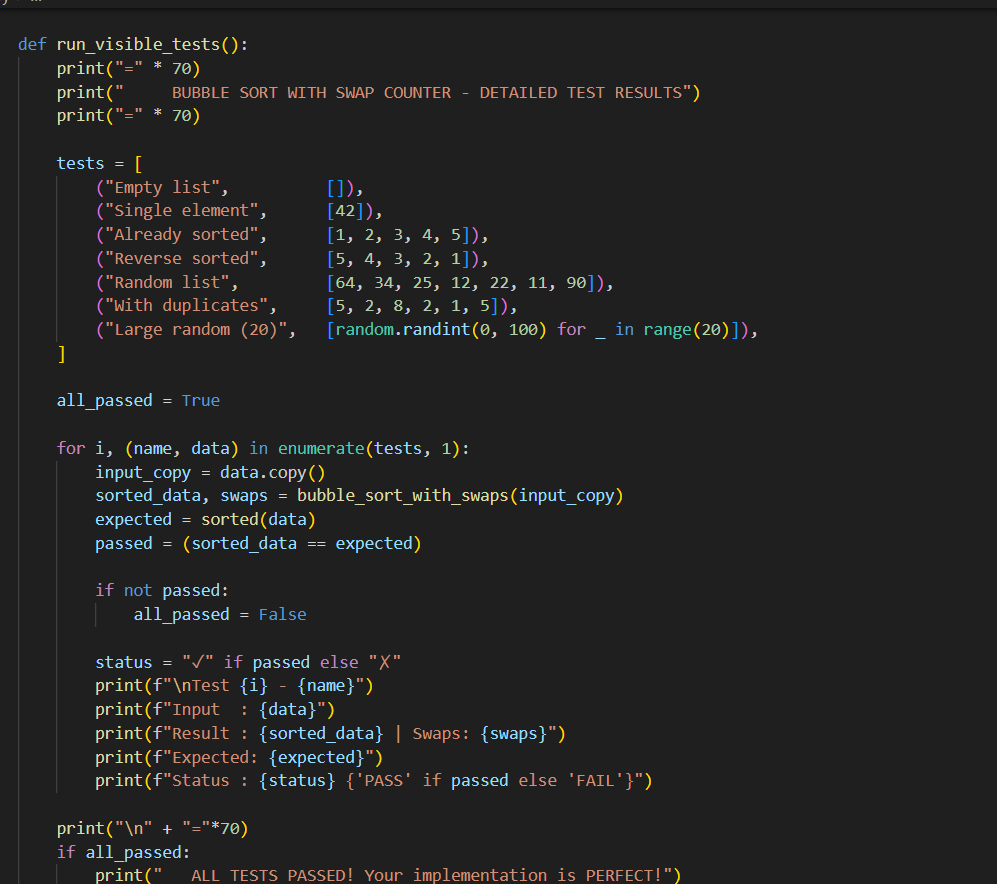 def run_visible_tests():
    print("=" * 70)
    print("     BUBBLE SORT WITH SWAP COUNTER - DETAILED TEST RESULTS")
    print("=" * 70)

    tests = [
        ("Empty list",          []),
        ("Single element",      [42]),
        ("Already sorted",      [1, 2, 3, 4, 5]),
        ("Reverse sorted",      [5, 4, 3, 2, 1]),
        ("Random list",         [64, 34, 25, 12, 22, 11, 90]),
        ("With duplicates",     [5, 2, 8, 2, 1, 5]),
        ("Large random (20)",   [random.randint(0, 100) for _ in range(20)]),
    ]

    all_passed = True

    for i, (name, data) in enumerate(tests, 1):
        input_copy = data.copy()
        sorted_data, swaps = bubble_sort_with_swaps(input_copy)
        expected = sorted(data)
        passed = (sorted_data == expected)

        if not passed:
            all_passed = False

        status = "✓" if passed else "✗"
        print(f"\nTest {i} - {name}")
        print(f"Input  : {data}")
        print(f"Result : {sorted_data} | Swaps: {swaps}")
        print(f"Expected: {expected}")
        print(f"Status : {status} {'PASS' if passed else 'FAIL'}")

    print("\n" + "="*70)
    if all_passed:
        print("   ALL TESTS PASSED! Your implementation is PERFECT!")